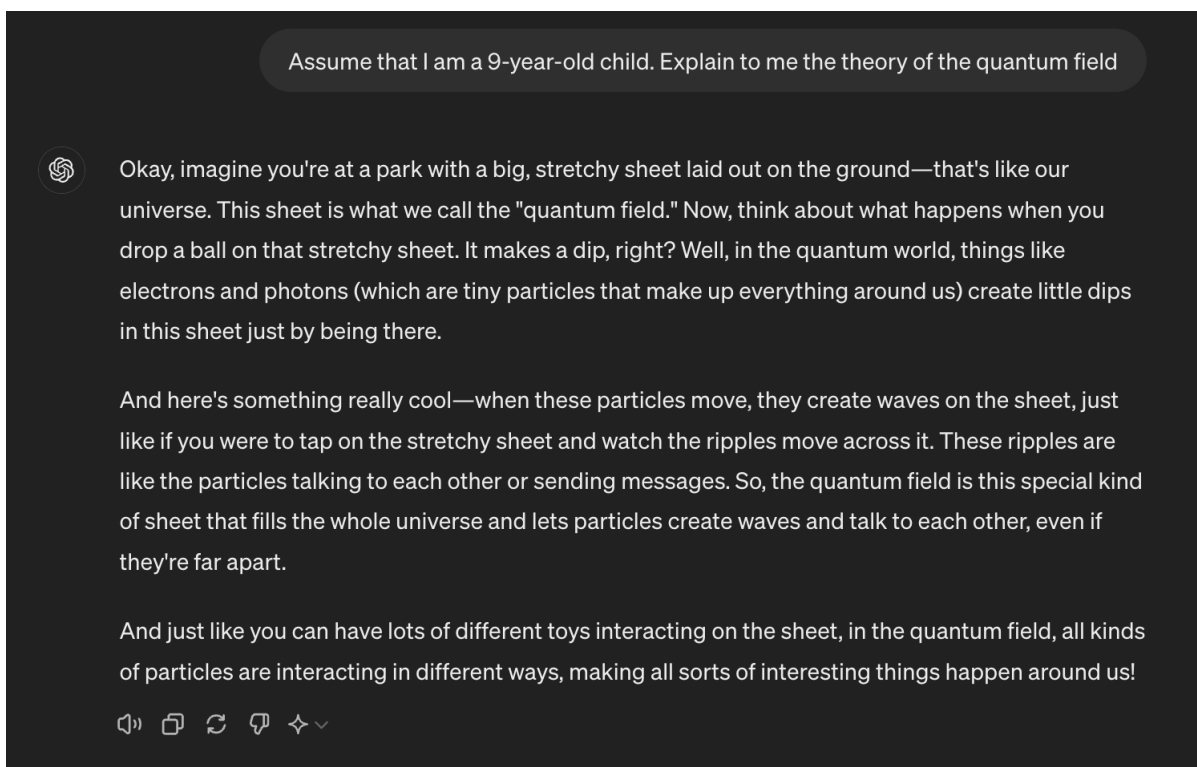 Assume that I am a 9-year-old child. Explain to me the theory of the quantum field
Okay, imagine you're at a park with a big, stretchy sheet laid out on the ground—that's like our
universe. This sheet is what we call the "quantum field." Now, think about what happens when you
drop a ball on that stretchy sheet. It makes a dip, right? Well, in the quantum world, things like
electrons and photons (which are tiny particles that make up everything around us) create little dips
in this sheet just by being there.
And here's something really cool—when these particles move, they create waves on the sheet, just
like if you were to tap on the stretchy sheet and watch the ripples move across it. These ripples are
like the particles talking to each other or sending messages. So, the quantum field is this special kind
of sheet that fills the whole universe and lets particles create waves and talk to each other, even if
they're far apart.
And just like you can have lots of different toys interacting on the sheet, in the quantum field, all kinds
of particles are interacting in different ways, making all sorts of interesting things happen around us!